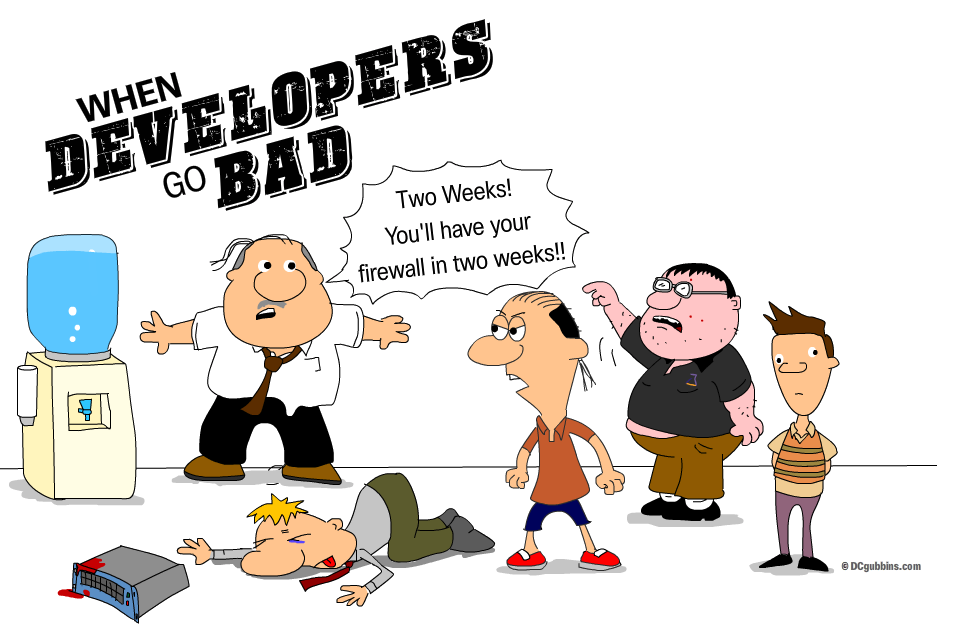 WHEN
DEVELOPERS
GO BAD
Two Weeks!
You'll have your
firewall in two weeks!!
© DCgubbins.com